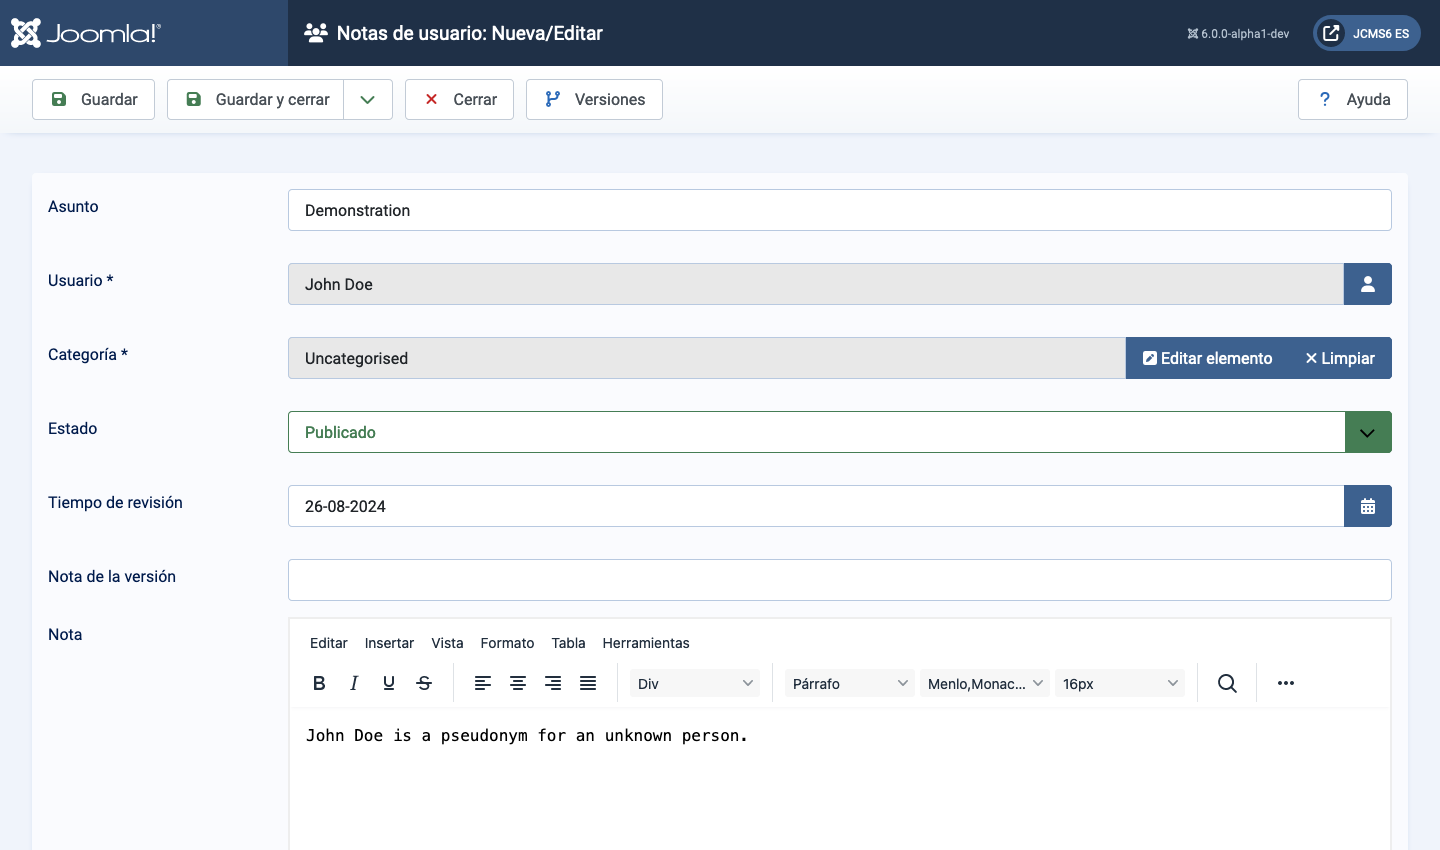 Joomla!
Notas de usuario: Nueva/Editar
6.0.0-alpha1-dev
JCMS6 ES
Guardar
Guardar y cerrar
Cerrar
Versiones
Ayuda
Asunto
Demonstration
Usuario *
John Doe
Categoría *
Uncategorised
Editar elemento
Limpiar
Estado
Publicado
Tiempo de revisión
26-08-2024
Nota de la versión
Nota
Editar Insertar Vista Formato Tabla Herramientas
B I U S Div Párrafo Menlo,Monac... 16px
John Doe is a pseudonym for an unknown person.